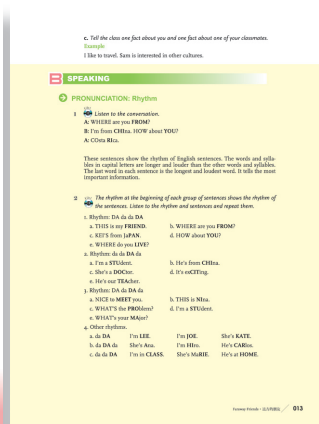 c. Tell the class one fact about you and one fact about one of your classmates.
Example
I like to travel. Sam is interested in other cultures.
B SPEAKING
PRONUNCIATION: Rhythm
1 Listen to the conversation.
A: WHERE are you FROM?
B: I'm from CHIna. HOW about YOU?
A: COsta RIca.
These sentences show the rhythm of English sentences. The words and sylla-
bles in capital letters are longer and louder than the other words and syllables.
The last word in each sentence is the longest and loudest word. It tells the most
important information.
2 The rhythm at the beginning of each group of sentences shows the rhythm of
the sentences. Listen to the rhythm and sentences and repeat them.
1. Rhythm: DA da da DA
a. THIS is my FRIEND. b. WHERE are you FROM?
c. KEI'S from JaPAN. d. HOW about YOU?
e. WHERE do you LIVE?
2. Rhythm: da da DA da
a. I'm a STUdent. b. He's from CHIna.
c. She's a DOCtor. d. It's exCITing.
e. He's our TEAcher.
3. Rhythm: DA da DA da
a. NICE to MEET you. b. THIS is NIna.
c. WHAT'S the PROblem? d. I'm a STUdent.
e. WHAT'S your MAjor?
4. Other rhythms.
a. da DA I'm LEE. I'm JOE. She's KATE.
b. da DA da She's Ana. I'm HIro. He's CARlos.
c. da da DA I'm in CLASS. She's MaRIE. He's at HOME.
013